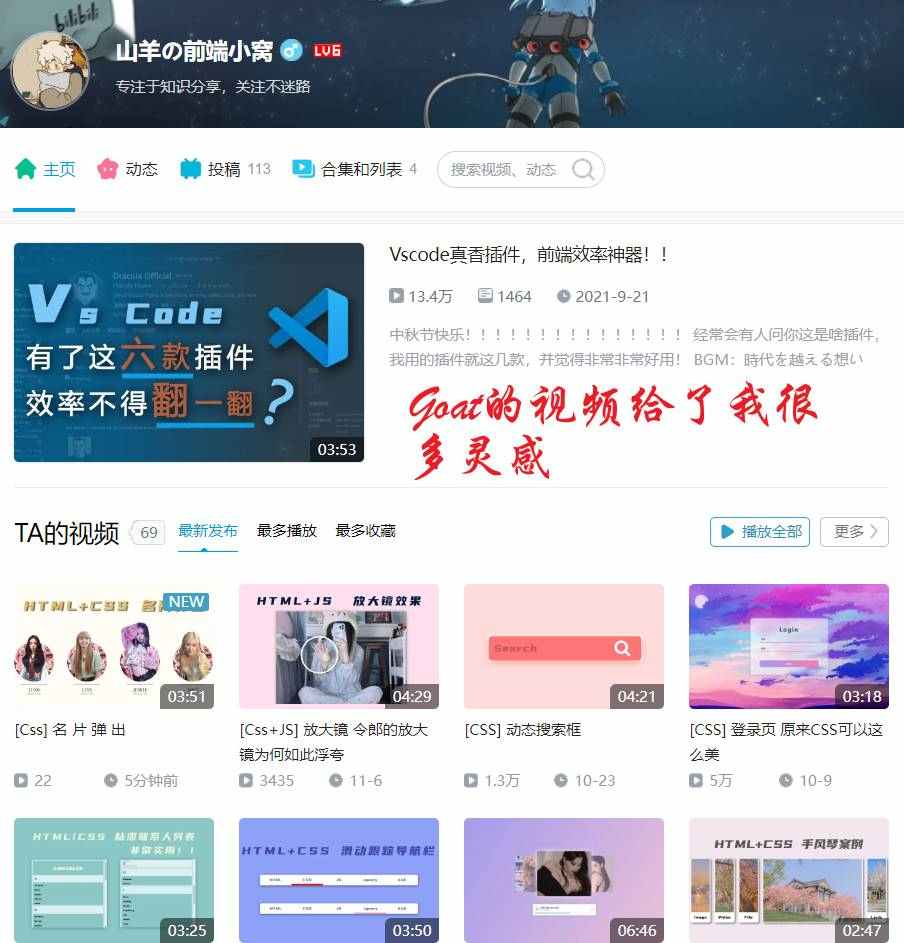 bilibili
山羊の前端小窝 LV6
专注于知识分享，关注不迷路
主页 动态 投稿 113 合集和列表 4 搜索视频、动态
Vs Code
有了这六款插件
效率不得翻一翻?
03:53
Vscode真香插件，前端效率神器！！
13.4万 1464 2021-9-21
中秋节快乐！！！！！！！！！！！！！！！ 经常会有人问你这是啥插件，
我用的插件就这几款，并觉得非常非常好用！ BGM：時代を越える想い
Goat的视频给了我很
多灵感
TA的视频 69 最新发布 最多播放 最多收藏 播放全部 更多
HTML+CSS 名
NEW
03:51
HTML+JS 放大镜效果
04:29
Search
04:21
Login
03:18
[Css] 名 片 弹 出
22 5分钟前
[Css+JS] 放大镜 令郎的放大
镜为何如此浮夸
3435 11-6
[CSS] 动态搜索框
1.3万 10-23
[CSS] 登录页 原来CSS可以这
么美
5万 10-9
HTML/CSS 粘滞联系人列表
非常实用！！
03:25
HTML+CSS 滑动跟踪导航栏
03:50
06:46
HTML+CSS 手风琴案例
02:47